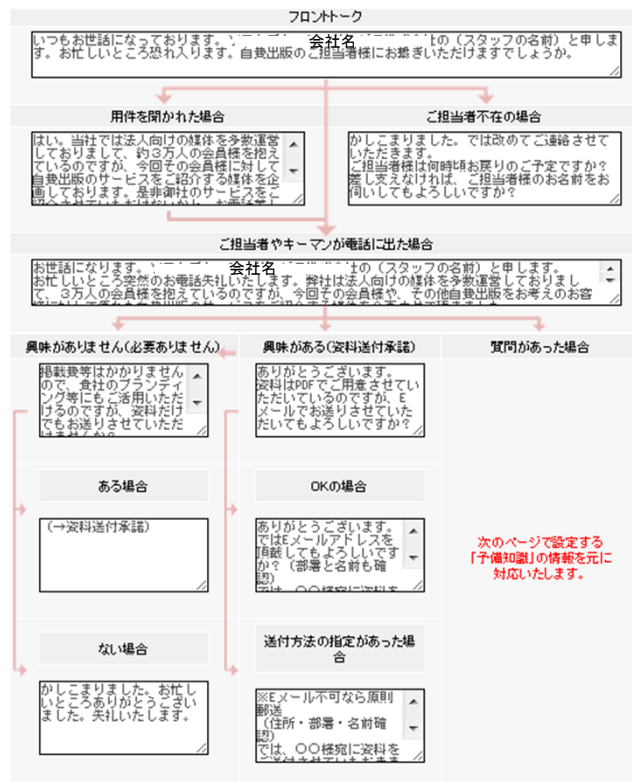 フロントトーク
いつもお世話になっております。
会社名
の（スタッフの名前）と申しま
す。お忙しいところ恐れ入ります。自費出版のご担当者様にお繋ぎいただけますでしょうか。
用件を聞かれた場合
はい。当社では法人向けの媒体を多数運営
しておりまして、約３万人の会員様を抱え
ているのですが、今回その会員様に対して
自費出版のサービスをご紹介する媒体を企
画しております。是非御社のサービスをご
ご担当者不在の場合
かしこまりました。では改めてご連絡させて
いただきます。
ご担当者様は何時頃お戻りのご予定ですか？
差し支えなければ、ご担当者様のお名前をお
伺いしてもよろしいですか？
ご担当者やキーマンが電話に出た場合
お世話になります。
会社名
社の（スタッフの名前）と申します。
お忙しいところ突然のお電話失礼いたします。弊社は法人向けの媒体を多数運営しておりまし
て、３万人の会員様を抱えているのですが、今回その会員様や、その他自費出版をお考えのお客
興味がありません(必要ありません)
掲載費等はかかりません
ので、貴社のブランディ
ング等にもご活用いただ
けるのですが、資料だけ
でもお送りさせていただ
けませんか？
ある場合
（→資料送付承諾）
ない場合
かしこまりました。お忙し
いところありがとうござい
ました。失礼いたします。
興味がある(資料送付承諾)
ありがとうございます。
資料はPDFでご用意させてい
ただいているのですが、E
メールでお送りさせていた
だいてもよろしいですか？
OKの場合
ありがとうございます。
ではEメールアドレスを
頂戴してもよろしいです
か？（部署と名前も確
認）
では、〇〇様宛に資料を
送付方法の指定があった場
合
※Eメール不可なら原則
郵送
（住所・部署・名前確
認）
では、〇〇様宛に資料を
ご送付させていただきま
質問があった場合
次のページで設定する
「予備知識」の情報を元に
対応いたします。